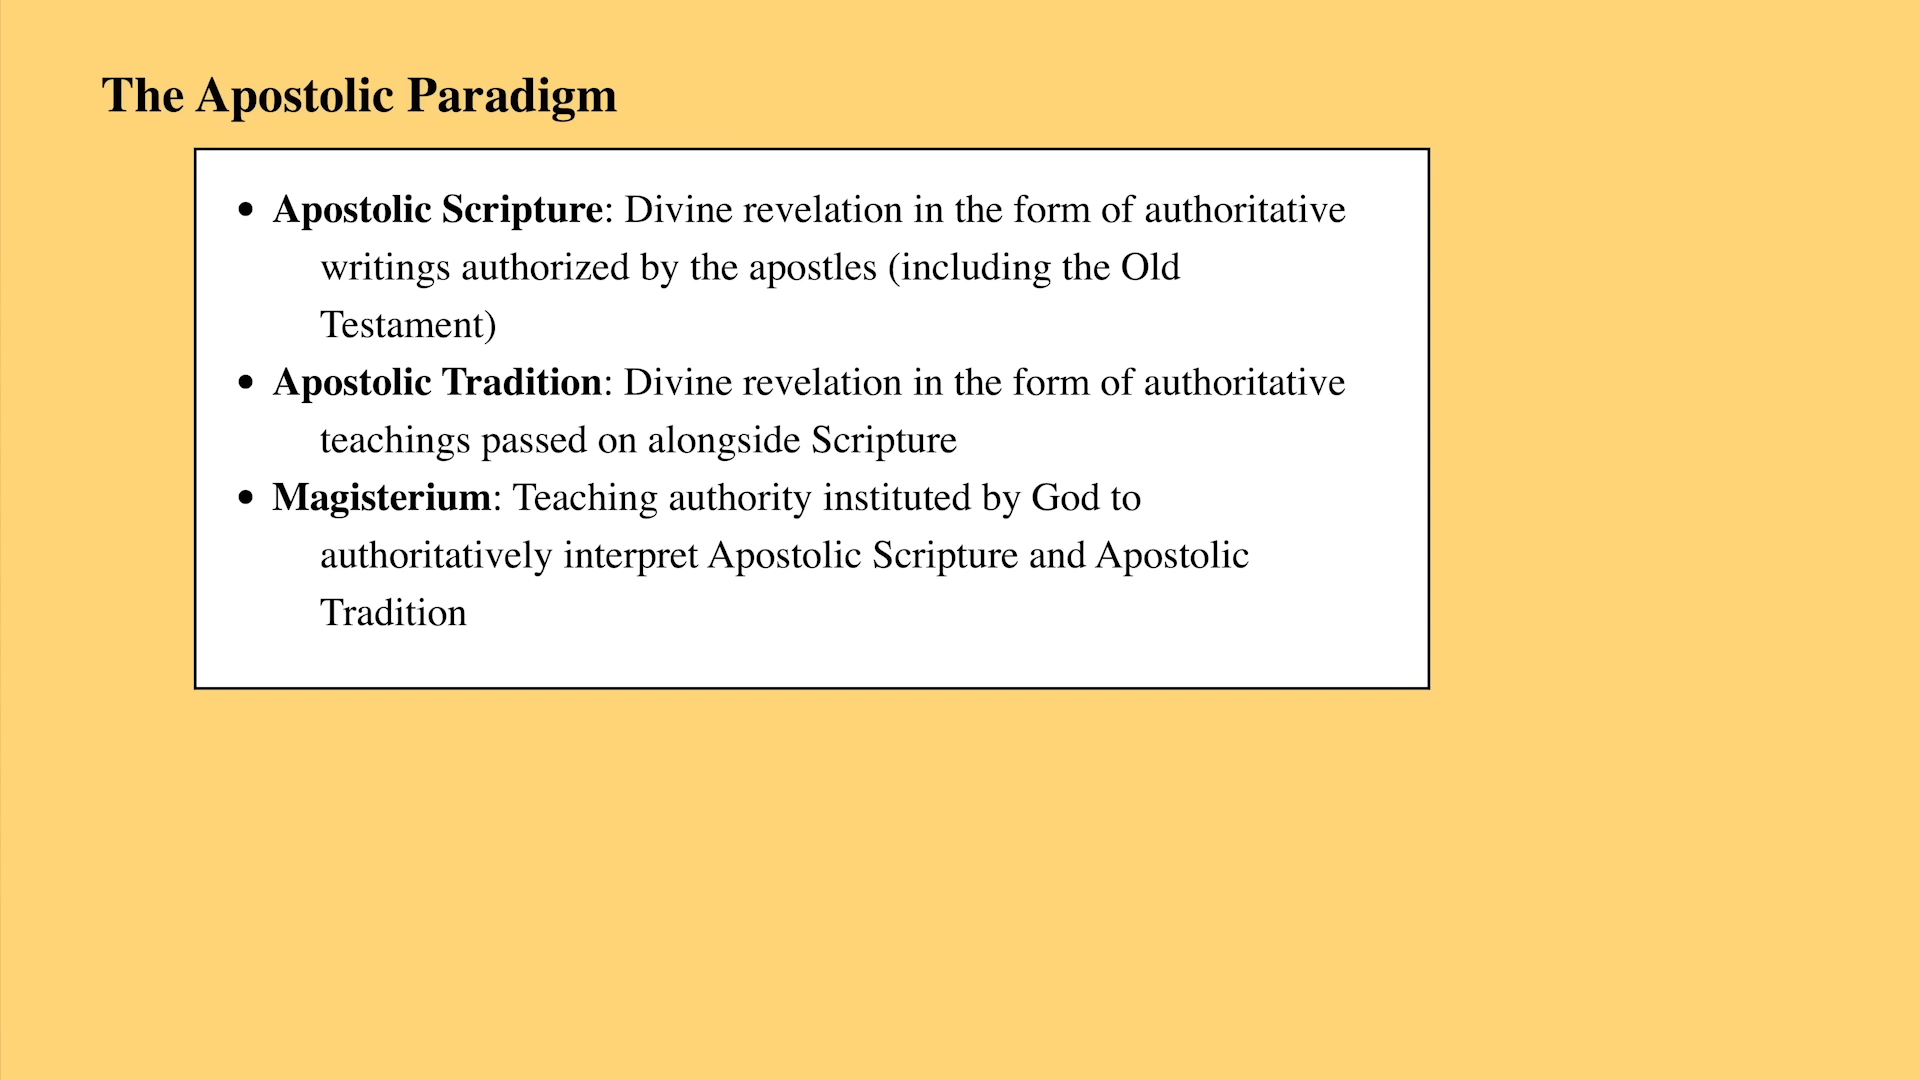 The Apostolic Paradigm
• Apostolic Scripture: Divine revelation in the form of authoritative
writings authorized by the apostles (including the Old
Testament)
• Apostolic Tradition: Divine revelation in the form of authoritative
teachings passed on alongside Scripture
• Magisterium: Teaching authority instituted by God to
authoritatively interpret Apostolic Scripture and Apostolic
Tradition